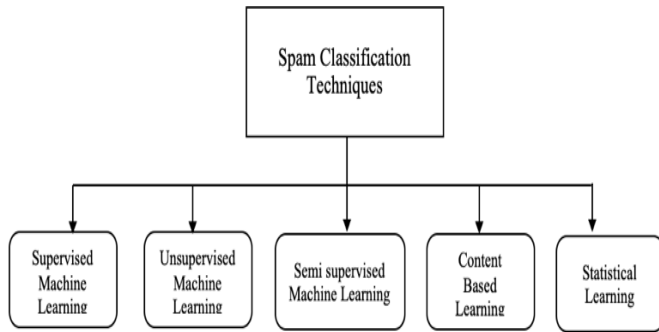 Spam Classification
Techniques
Supervised
Machine
Learning
Unsupervised
Machine
Learning
Semi supervised
Machine Learning
Content
Based
Learning
Statistical
Learning